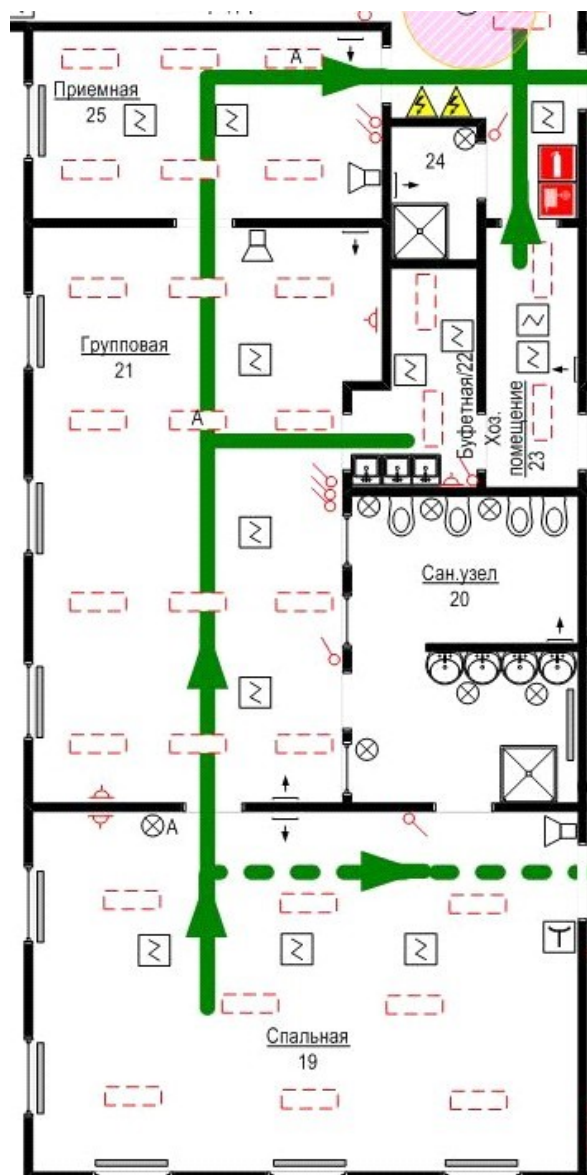 А
Приемная
25
24
Групповая
21
А
Буфетная/22
Хоз.
помещение
23
Сан.узел
20
А
Спальная
19